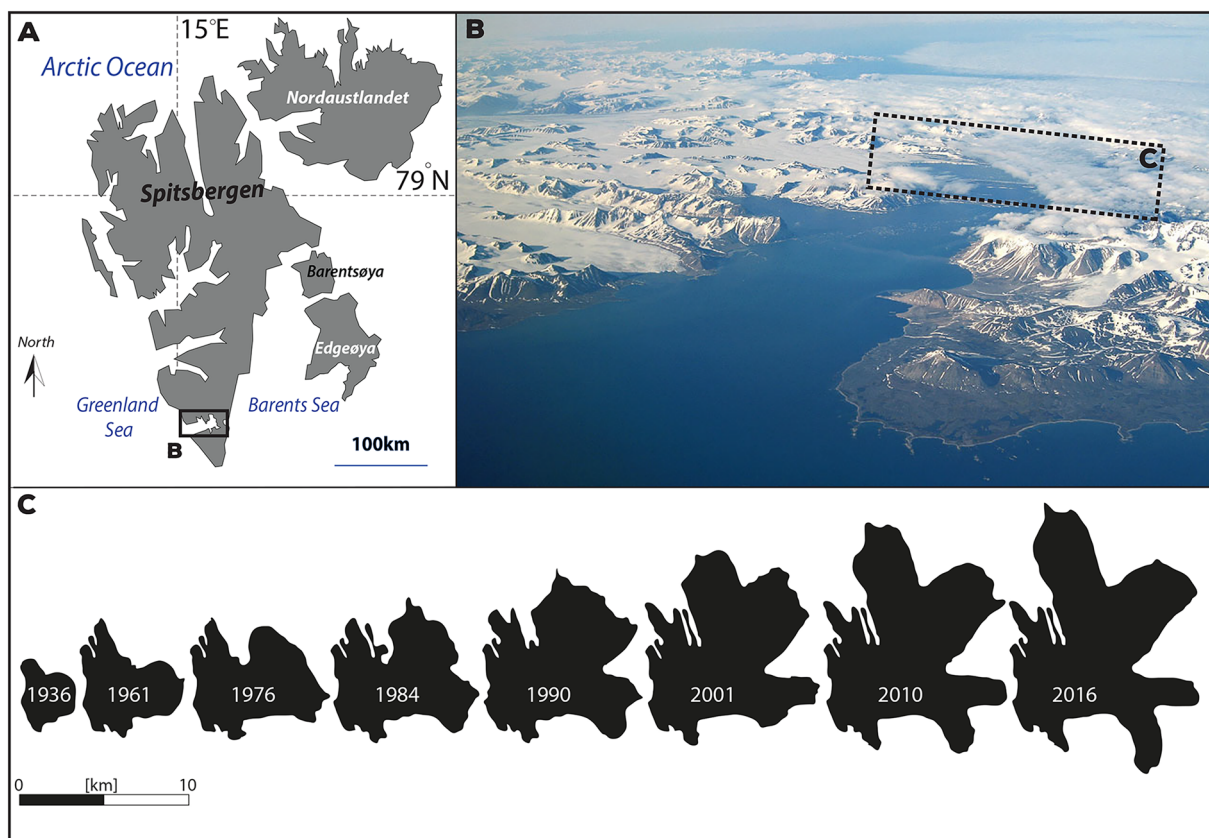 A
15°E
Arctic Ocean
Nordaustlandet
79°N
Spitsbergen
Barentsøya
Edgeøya
North
Greenland
Sea
Barents Sea
B
100km
B
C
C
1936
1961
1976
1984
1990
2001
2010
2016
0 [km] 10